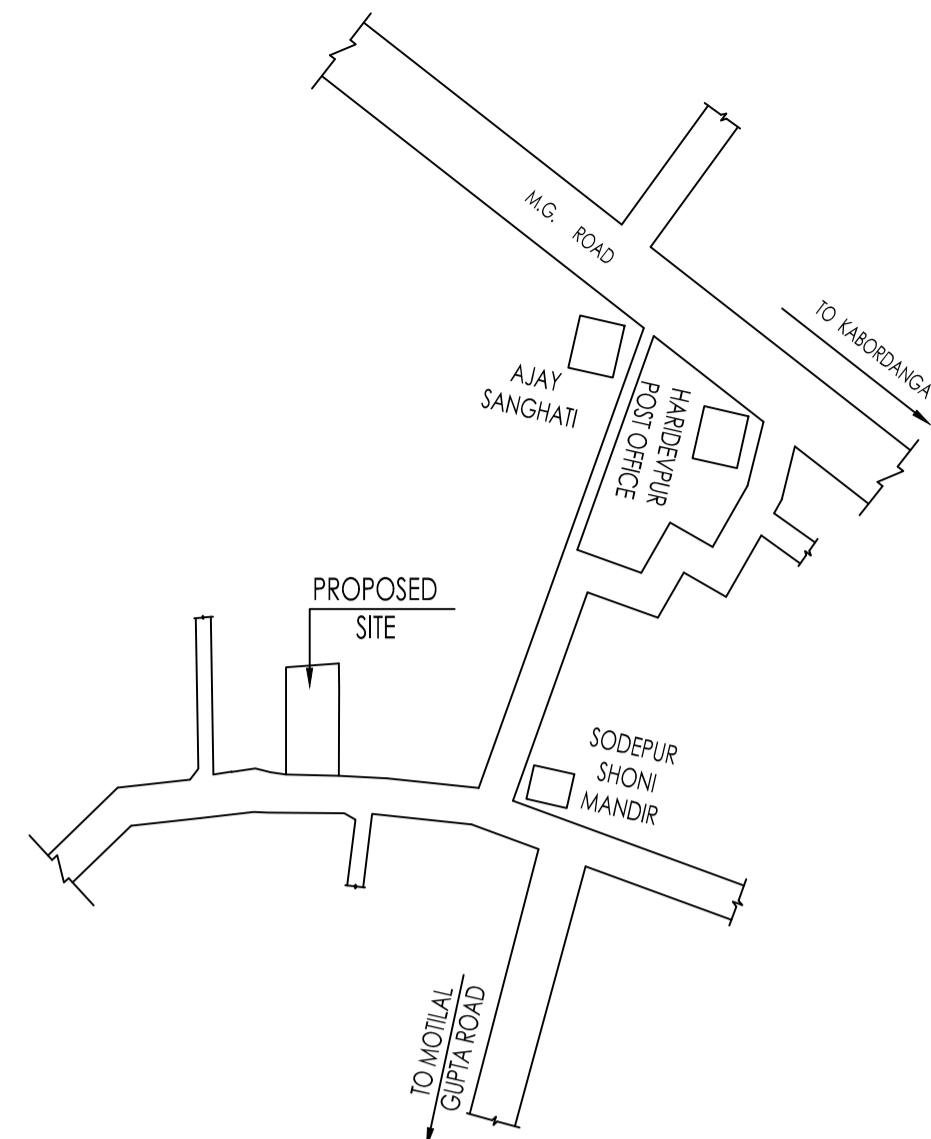 M.G. ROAD
TO KABORDANGA
AJAY
SANGHATI
HARIDEVPUR
POST OFFICE
PROPOSED
SITE
SODEPUR
SHONI
MANDIR
TO MOTILAL
GUPTA ROAD